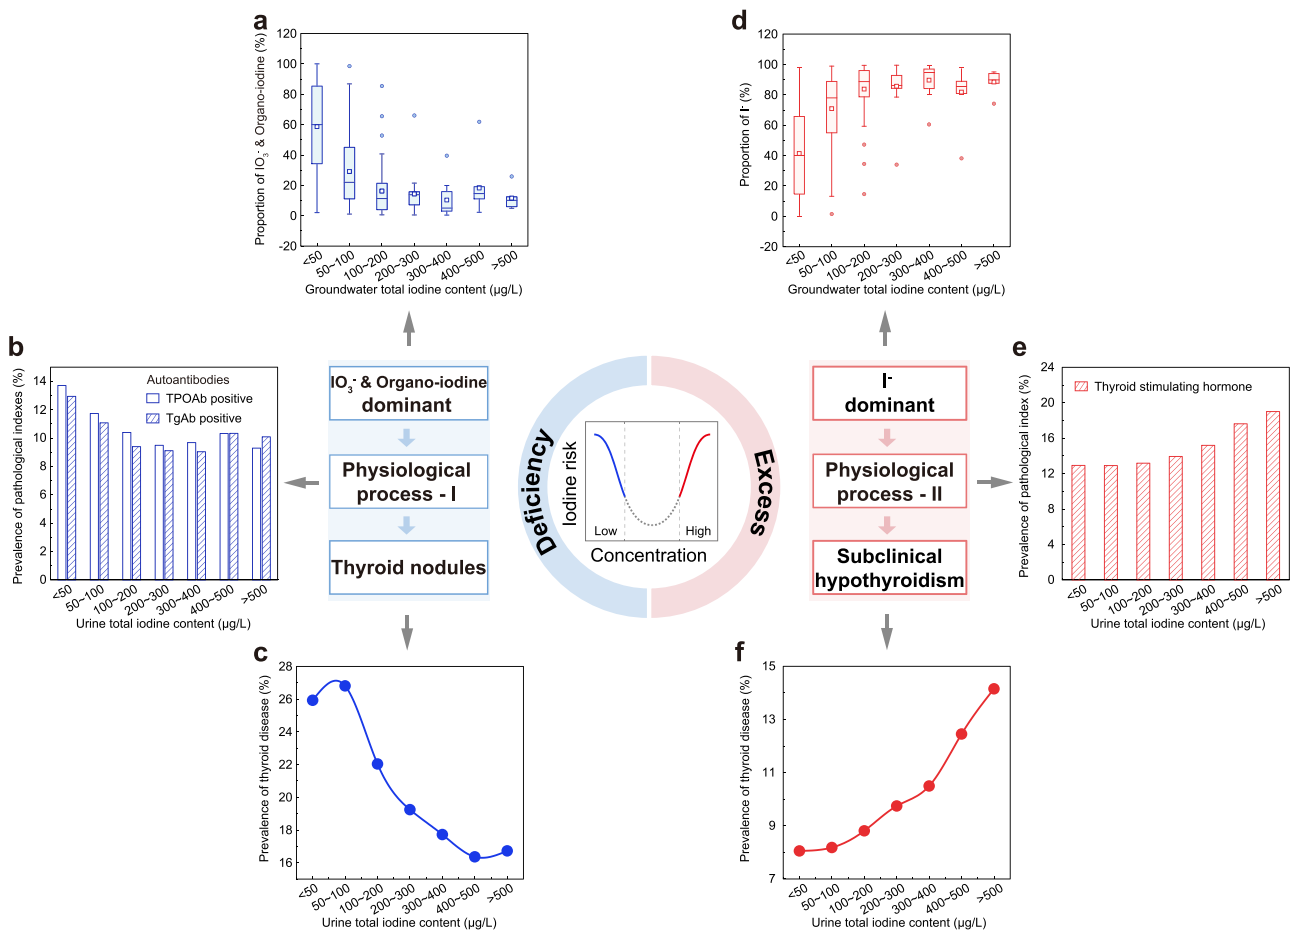 a
Proportion of IO₃⁻ & Organo-iodine (%)
120
100
80
60
40
20
0
-20
<50
50~100
100~200
200~300
300~400
400~500
>500
Groundwater total iodine content (μg/L)
d
Proportion of I⁻ (%)
120
100
80
60
40
20
0
-20
<50
50~100
100~200
200~300
300~400
400~500
>500
Groundwater total iodine content (μg/L)
b
Prevalence of pathological indexes (%)
14
12
10
8
6
4
2
0
Autoantibodies
TPOAb positive
TgAb positive
<50
50~100
100~200
200~300
300~400
400~500
>500
Urine total iodine content (μg/L)
IO₃⁻ & Organo-iodine
dominant
Physiological
process - I
Thyroid nodules
Deficiency
Excess
Iodine risk
Low
High
Concentration
I⁻
dominant
Physiological
process - II
Subclinical
hypothyroidism
e
Prevalence of pathological index (%)
24
20
16
12
8
4
0
Thyroid stimulating hormone
<50
50~100
100~200
200~300
300~400
400~500
>500
Urine total iodine content (μg/L)
c
Prevalence of thyroid disease (%)
28
26
24
22
20
18
16
<50
50~100
100~200
200~300
300~400
400~500
>500
Urine total iodine content (μg/L)
f
Prevalence of thyroid disease (%)
15
13
11
9
7
<50
50~100
100~200
200~300
300~400
400~500
>500
Urine total iodine content (μg/L)